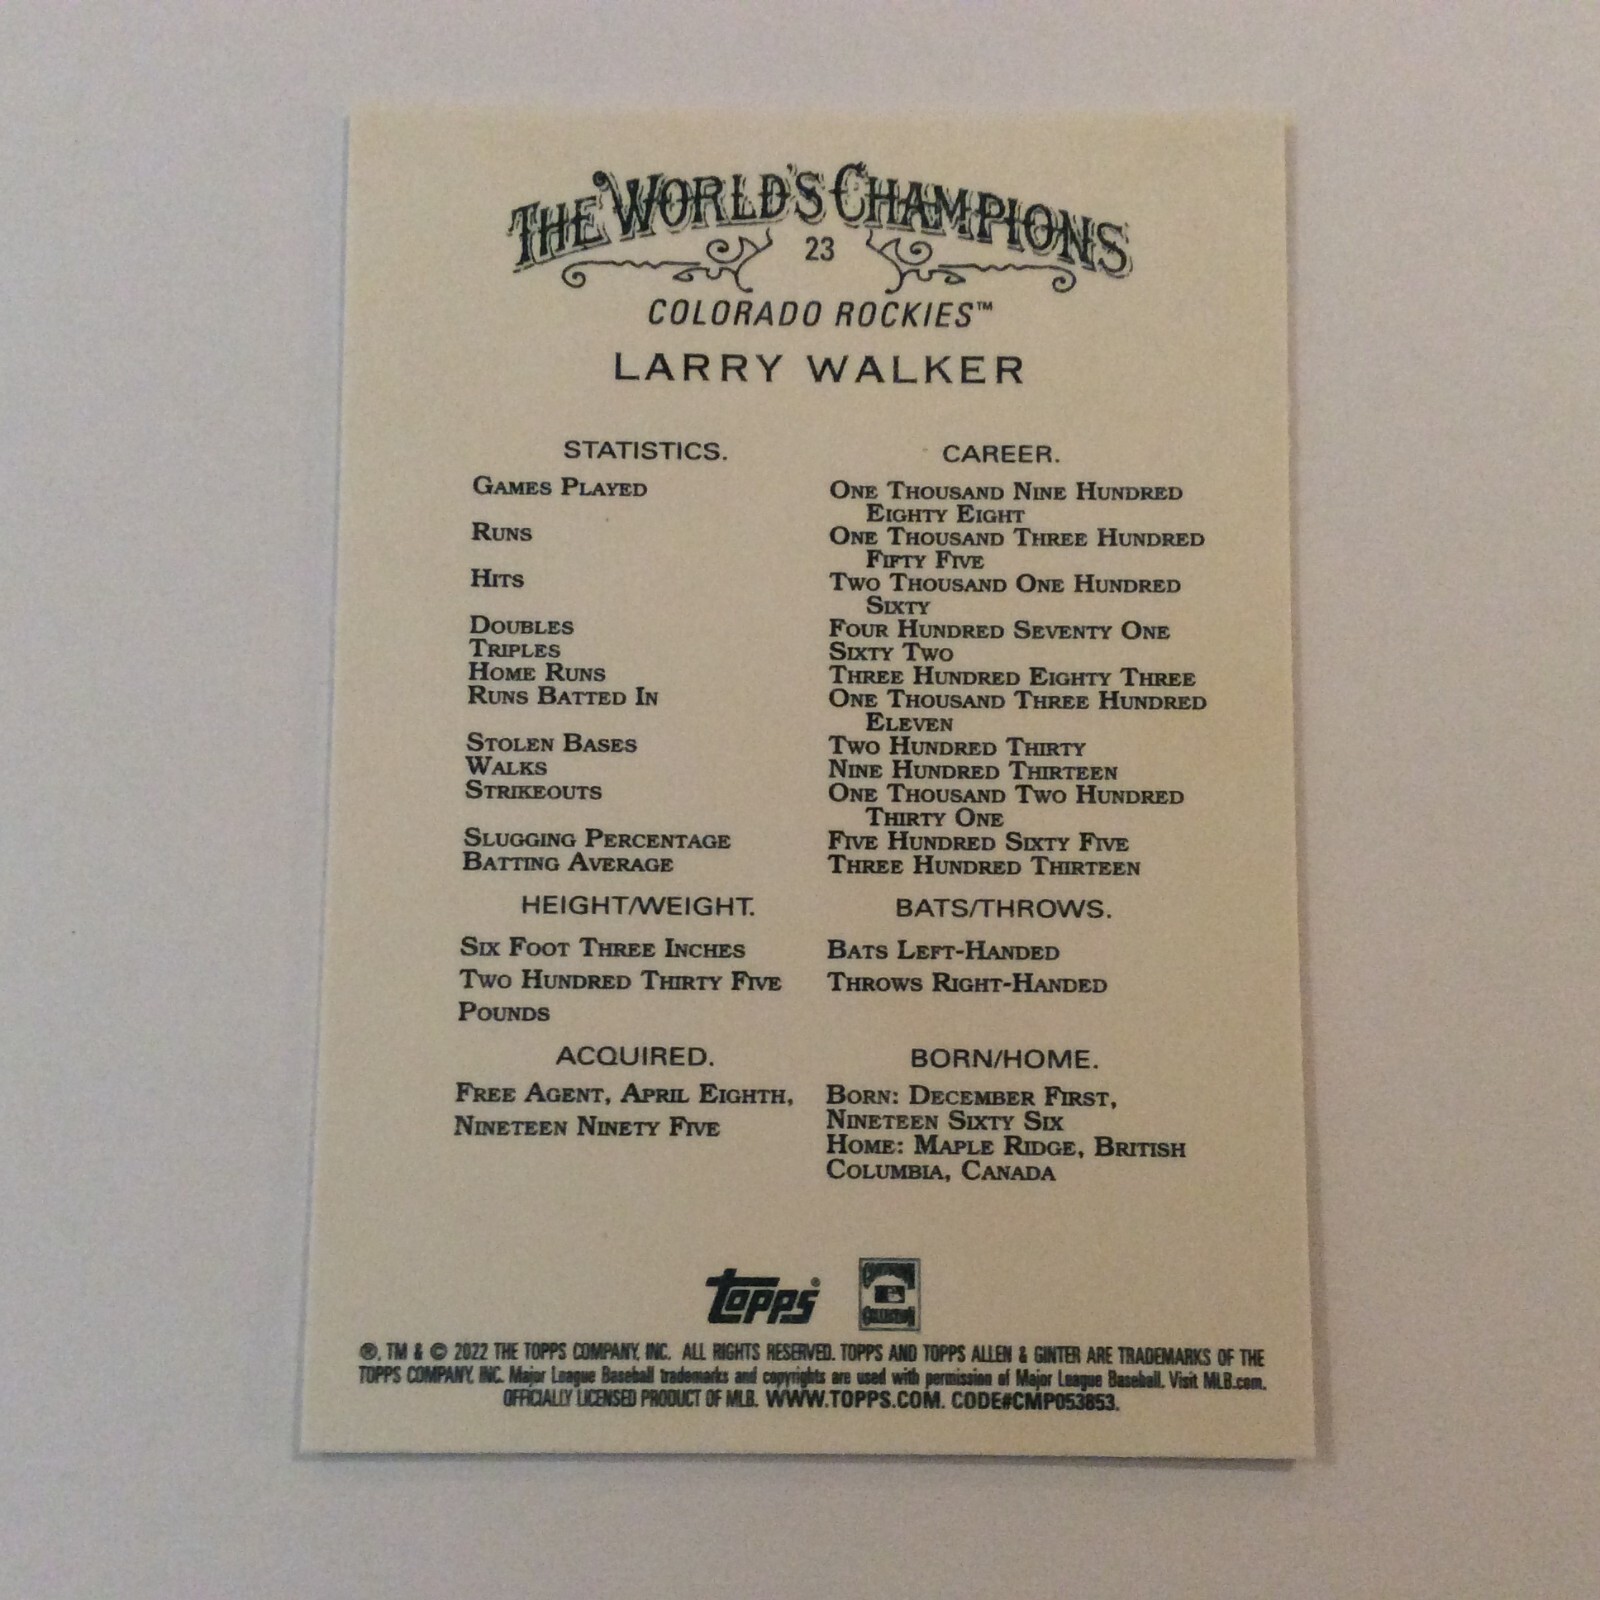 THE WORLD'S CHAMPIONS
23
COLORADO ROCKIES™
LARRY WALKER
STATISTICS. CAREER.
GAMES PLAYED ONE THOUSAND NINE HUNDRED
EIGHTY EIGHT
RUNS ONE THOUSAND THREE HUNDRED
FIFTY FIVE
HITS TWO THOUSAND ONE HUNDRED
SIXTY
DOUBLES FOUR HUNDRED SEVENTY ONE
TRIPLES SIXTY TWO
HOME RUNS THREE HUNDRED EIGHTY THREE
RUNS BATTED IN ONE THOUSAND THREE HUNDRED
ELEVEN
STOLEN BASES TWO HUNDRED THIRTY
WALKS NINE HUNDRED THIRTEEN
STRIKEOUTS ONE THOUSAND TWO HUNDRED
THIRTY ONE
SLUGGING PERCENTAGE FIVE HUNDRED SIXTY FIVE
BATTING AVERAGE THREE HUNDRED THIRTEEN
HEIGHT/WEIGHT. BATS/THROWS.
SIX FOOT THREE INCHES BATS LEFT-HANDED
TWO HUNDRED THIRTY FIVE THROWS RIGHT-HANDED
POUNDS
ACQUIRED. BORN/HOME.
FREE AGENT, APRIL EIGHTH, BORN: DECEMBER FIRST,
NINETEEN NINETY FIVE NINETEEN SIXTY SIX
HOME: MAPLE RIDGE, BRITISH
COLUMBIA, CANADA
Topps®
®, TM & © 2022 THE TOPPS COMPANY, INC. ALL RIGHTS RESERVED. TOPPS AND TOPPS ALLEN & GINTER ARE TRADEMARKS OF THE
TOPPS COMPANY, INC. Major League Baseball trademarks and copyrights are used with permission of Major League Baseball. Visit MLB.com.
OFFICIALLY LICENSED PRODUCT OF MLB. WWW.TOPPS.COM. CODE#CMP053853.